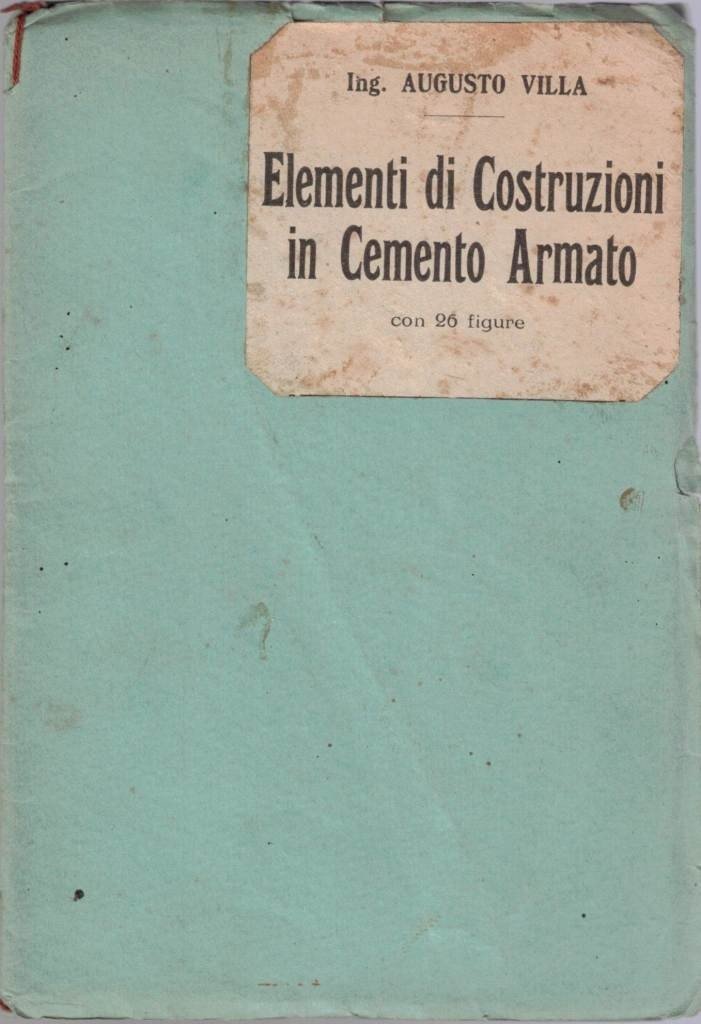 Ing. AUGUSTO VILLA
Elementi di Costruzioni
in Cemento Armato
con 26 figure